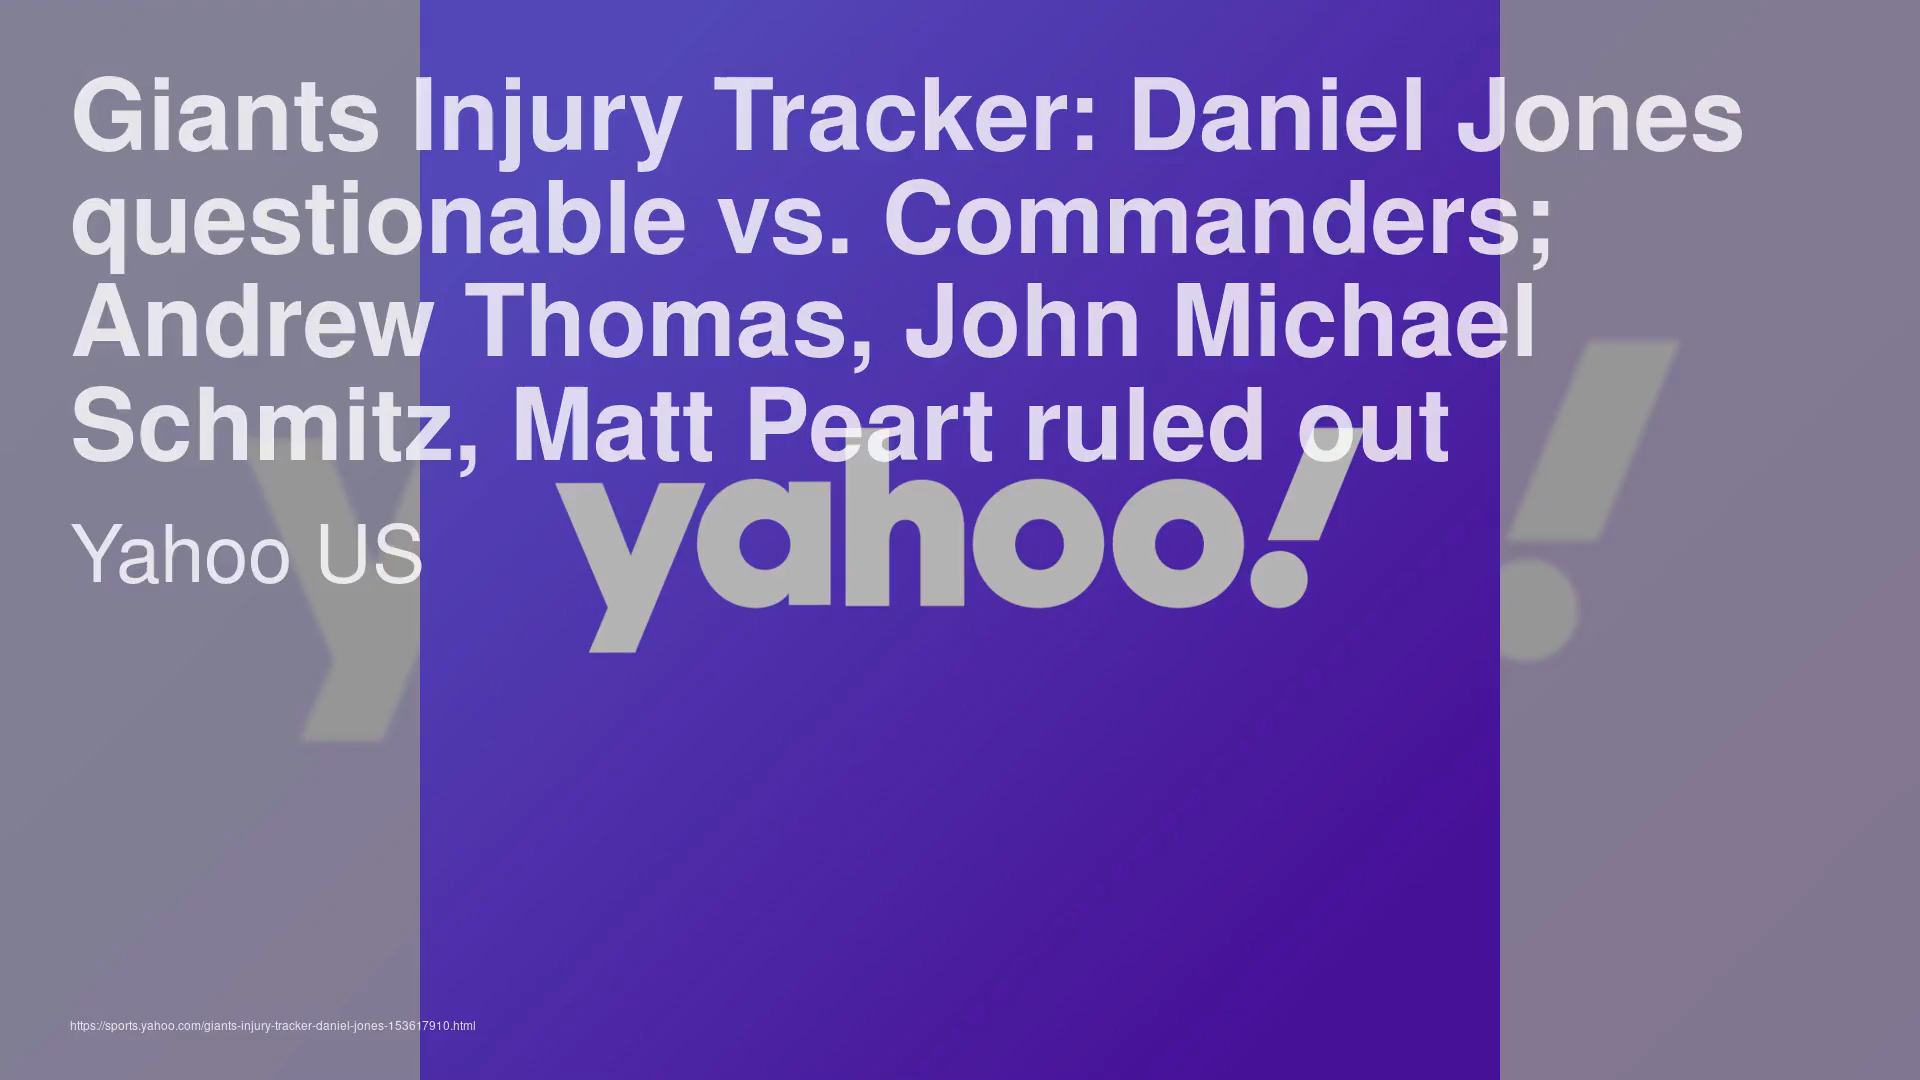 Giants Injury Tracker: Daniel Jones
questionable vs. Commanders;
Andrew Thomas, John Michael
Schmitz, Matt Peart ruled out
yahoo!
Yahoo US
y
!
https://sports.yahoo.com/giants-injury-tracker-daniel-jones-153617910.html